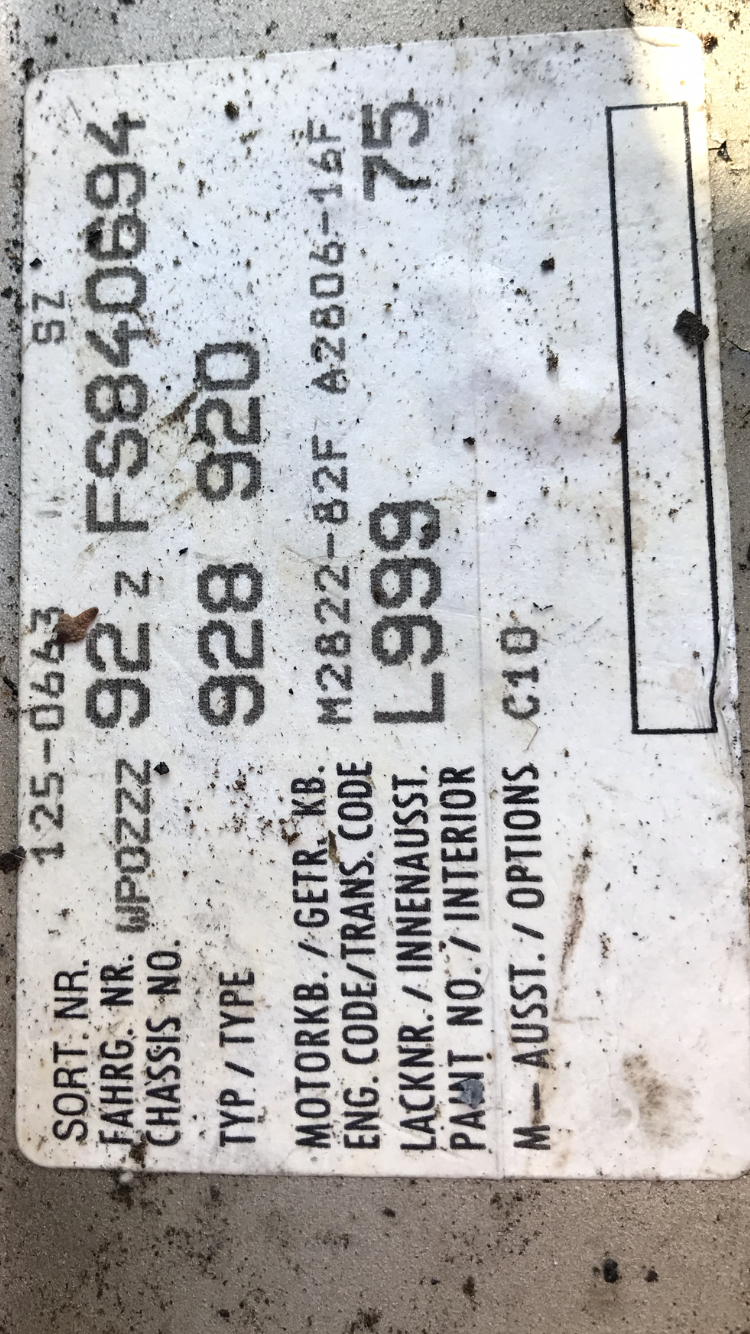 SORT. NR. 125-0663 SZ
FAHRG. NR. WP0ZZZ 92 Z FS840694
CHASSIS NO.
TYP / TYPE 928 920
MOTORKB. / GETR. KB. M2822-82F A2806-16F
ENG. CODE/TRANS. CODE
LACKNR. / INNENAUSST. L999 75
PAINT NO. / INTERIOR
M - AUSST. / OPTIONS C10